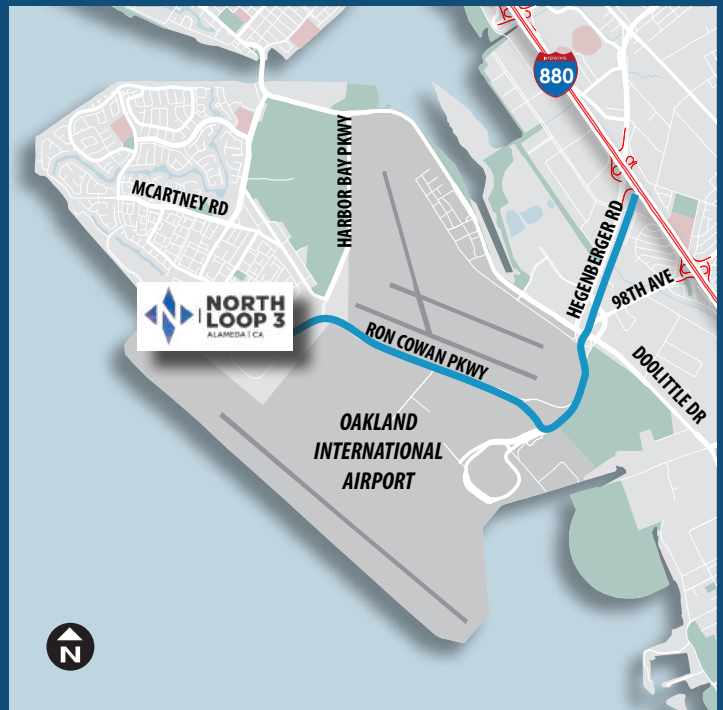 INTERSTATE
880
HARBOR BAY PKWY
MCARTNEY RD
HEGENBERGER RD
98TH AVE
NORTH
LOOP 3
ALAMEDA | CA
RON COWAN PKWY
DOOLITTLE DR
OAKLAND
INTERNATIONAL
AIRPORT
N